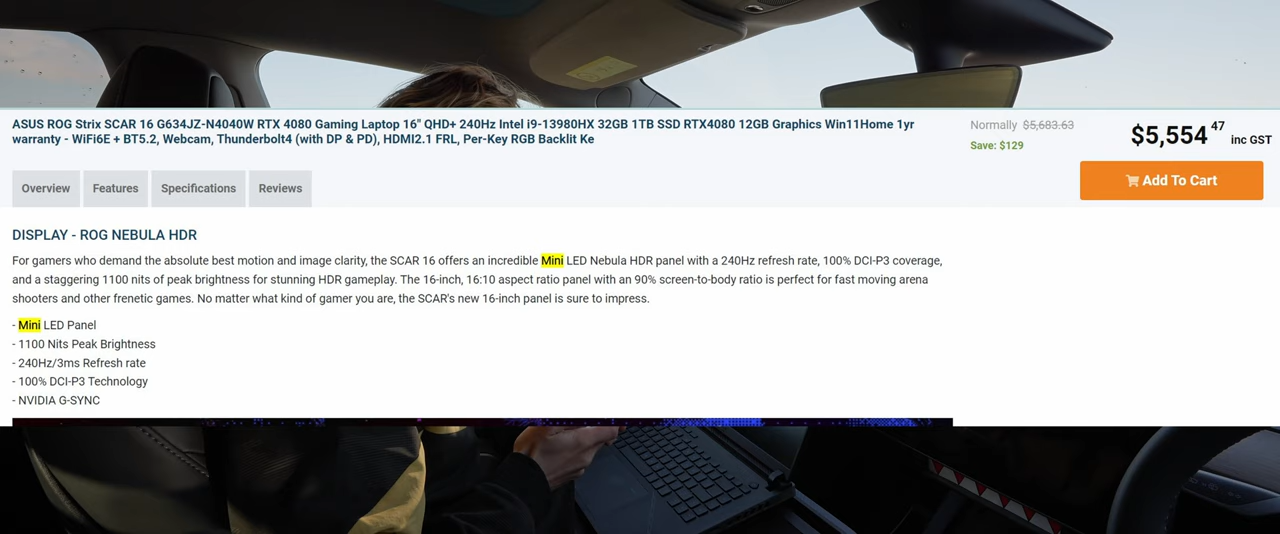 ASUS ROG Strix SCAR 16 G634JZ-N4040W RTX 4080 Gaming Laptop 16" QHD+ 240Hz Intel i9-13980HX 32GB 1TB SSD RTX4080 12GB Graphics Win11Home 1yr
warranty - WiFi6E + BT5.2, Webcam, Thunderbolt4 (with DP & PD), HDMI2.1 FRL, Per-Key RGB Backlit Ke
Normally $5,683.63
Save: $129
$5,554 47 inc GST
Add To Cart
Overview Features Specifications Reviews
DISPLAY - ROG NEBULA HDR
For gamers who demand the absolute best motion and image clarity, the SCAR 16 offers an incredible Mini LED Nebula HDR panel with a 240Hz refresh rate, 100% DCI-P3 coverage,
and a staggering 1100 nits of peak brightness for stunning HDR gameplay. The 16-inch, 16:10 aspect ratio panel with an 90% screen-to-body ratio is perfect for fast moving arena
shooters and other frenetic games. No matter what kind of gamer you are, the SCAR's new 16-inch panel is sure to impress.
- Mini LED Panel
- 1100 Nits Peak Brightness
- 240Hz/3ms Refresh rate
- 100% DCI-P3 Technology
- NVIDIA G-SYNC